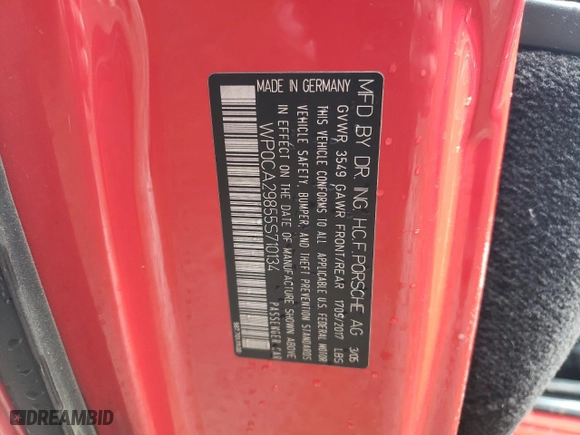 MFD BY DR. ING. H.C.F. PORSCHE AG 3/05
GVWR 3549 GAWR FRONT/REAR 1709/2017 LBS
THIS VEHICLE CONFORMS TO ALL APPLICABLE U.S. FEDERAL MOTOR
VEHICLE SAFETY, BUMPER, AND THEFT PREVENTION STANDARDS
IN EFFECT ON THE DATE OF MANUFACTURE SHOWN ABOVE
WP0CA29855S710134 PASSENGER CAR
MADE IN GERMANY
DREAMBID